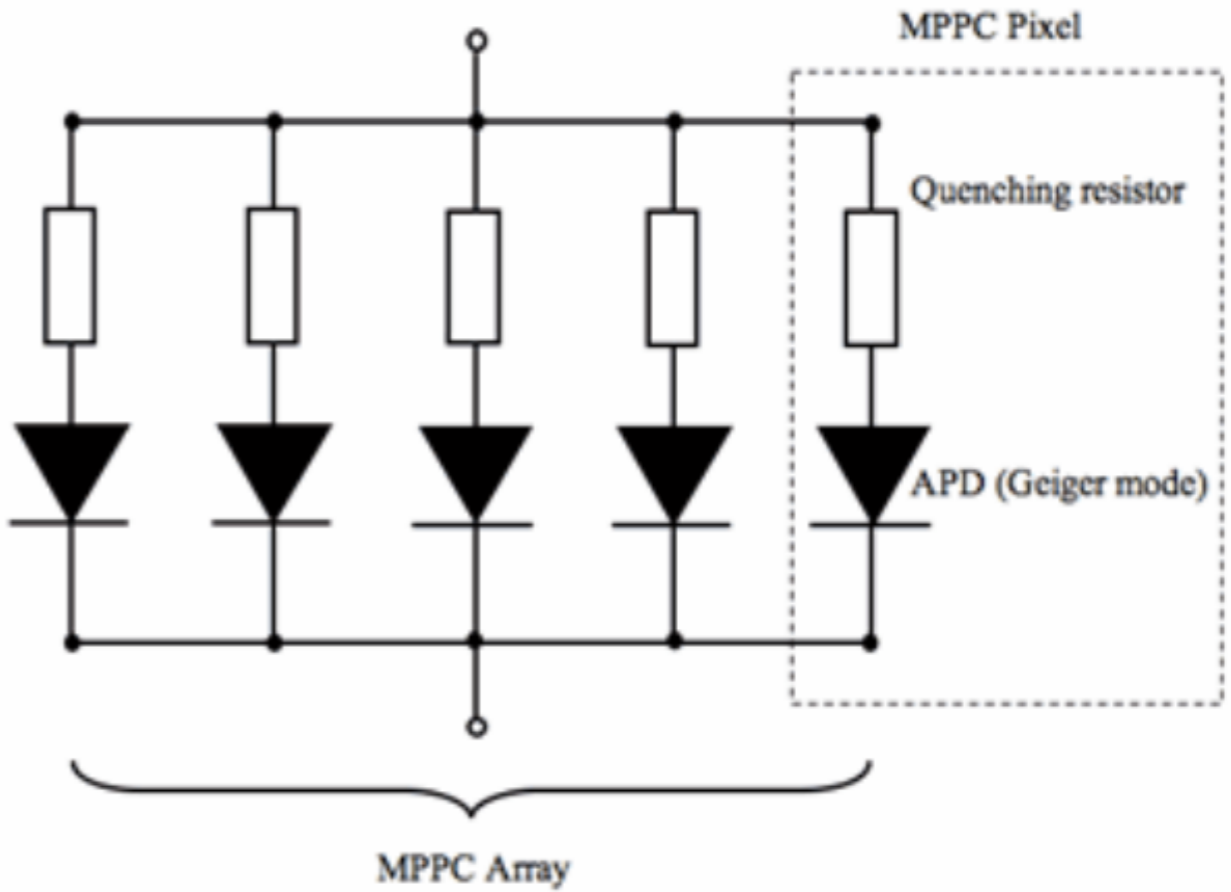 MPPC Pixel
Quenching resistor
APD (Geiger mode)
MPPC Array